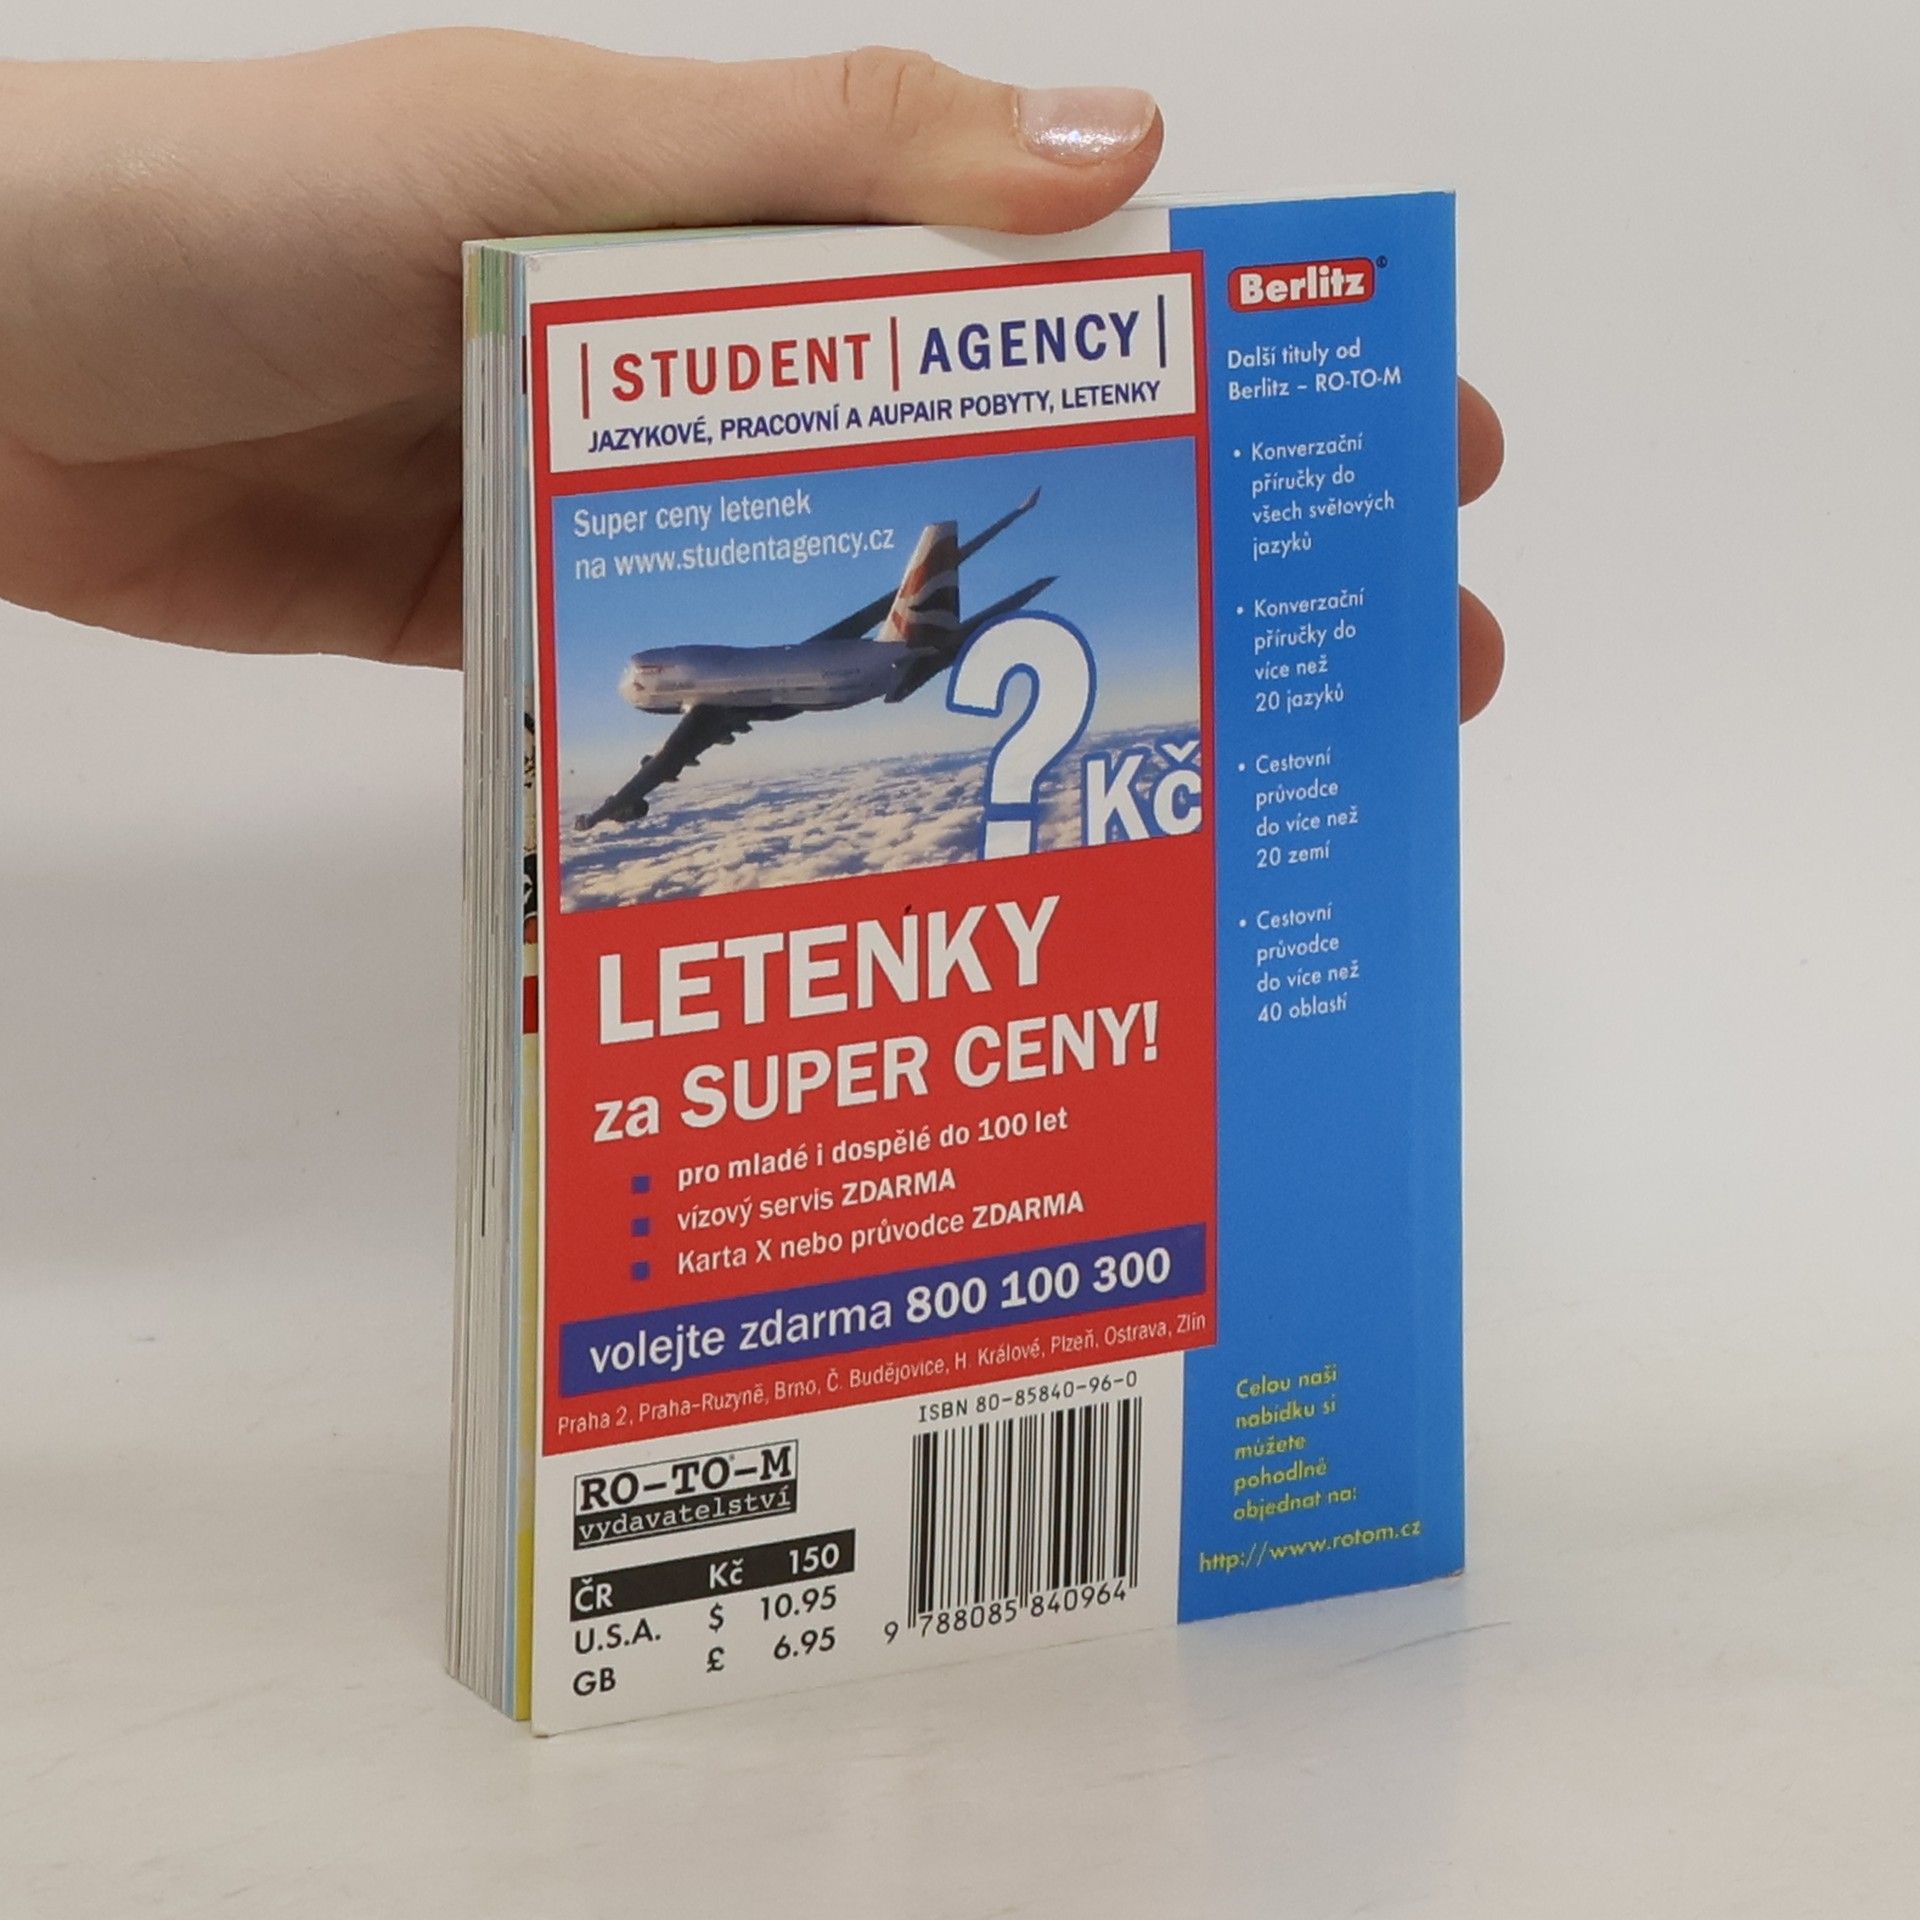 | STUDENT | AGENCY |
JAZYKOVÉ, PRACOVNÍ A AUPAIR POBYTY, LETENKY
Super ceny letenek
na www.studentagency.cz
? Kč
LETENKY
za SUPER CENY!
pro mladé i dospělé do 100 let
vízový servis ZDARMA
Karta X nebo průvodce ZDARMA
volejte zdarma 800 100 300
Praha 2, Praha-Ruzyně, Brno, Č. Budějovice, H. Králové, Plzeň, Ostrava, Zlín
RO-TO-M
vydavatelství
ČR Kč 150
U.S.A. $ 10.95
GB £ 6.95
ISBN 80-85840-96-0
9 788085 840964
Berlitz®
Další tituly od
Berlitz – RO-TO-M
• Konverzační
příručky do
všech světových
jazyků
• Konverzační
příručky do
více než
20 jazyků
• Cestovní
průvodce
do více než
20 zemí
• Cestovní
průvodce
do více než
40 oblastí
Celou naši
nabídku si
můžete
pohodlně
objednat na:
http://www.rotom.cz